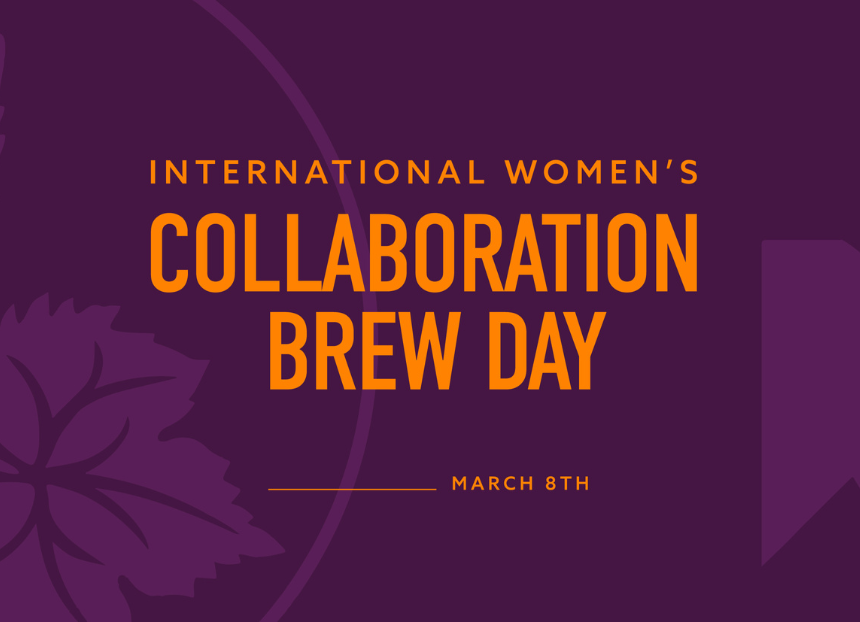 INTERNATIONAL WOMEN'S
COLLABORATION
BREW DAY
MARCH 8TH